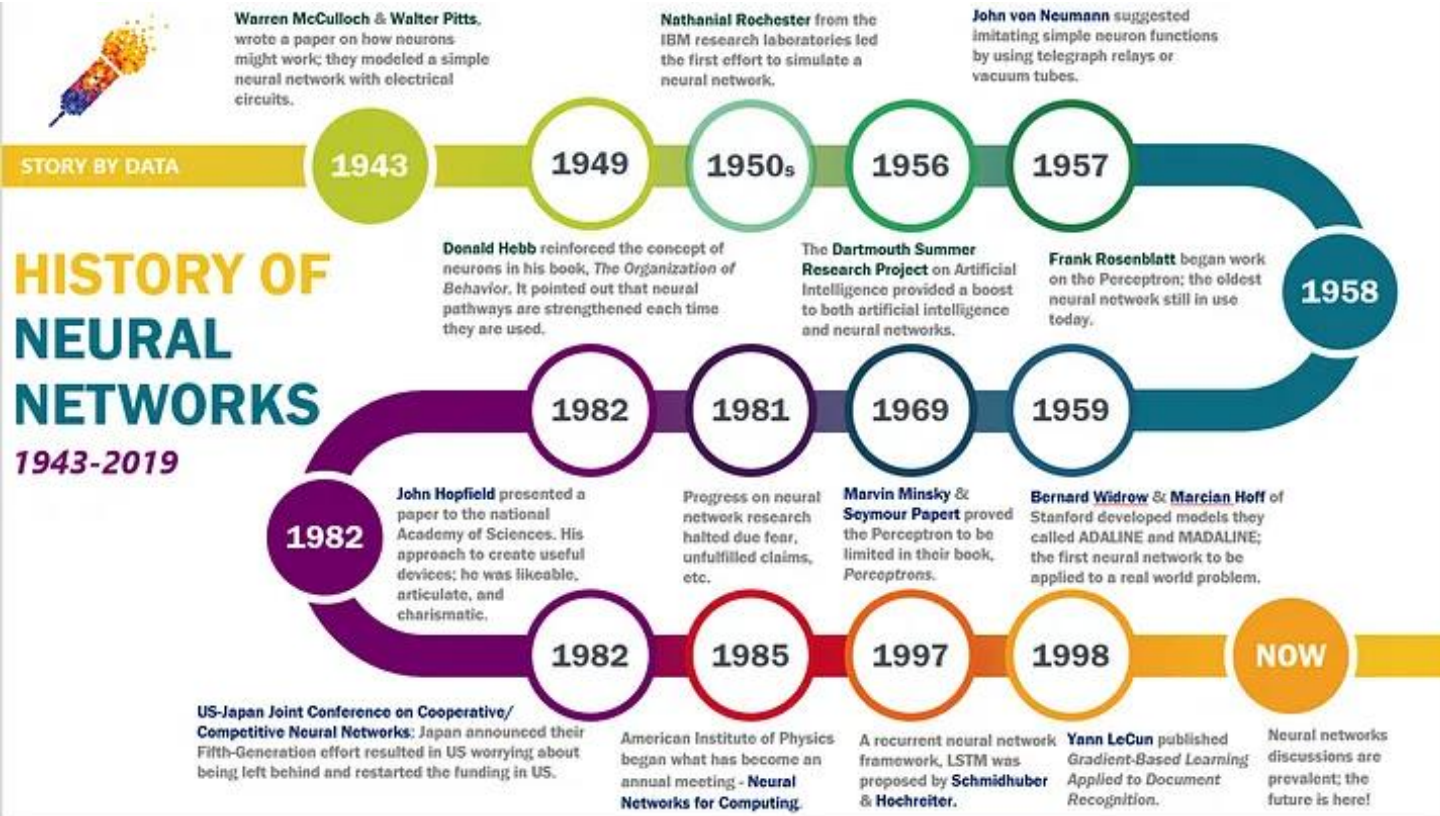 Warren McCulloch & Walter Pitts,
wrote a paper on how neurons
might work; they modeled a simple
neural network with electrical
circuits.
Nathanial Rochester from the
IBM research laboratories led
the first effort to simulate a
neural network.
John von Neumann suggested
imitating simple neuron functions
by using telegraph relays or
vacuum tubes.
STORY BY DATA
1943
1949
1950s
1956
1957
HISTORY OF
NEURAL
NETWORKS
1943-2019
Donald Hebb reinforced the concept of
neurons in his book, The Organization of
Behavior. It pointed out that neural
pathways are strengthened each time
they are used.
The Dartmouth Summer
Research Project on Artificial
Intelligence provided a boost
to both artificial intelligence
and neural networks.
Frank Rosenblatt began work
on the Perceptron; the oldest
neural network still in use
today.
1958
1982
1981
1969
1959
1982
John Hopfield presented a
paper to the national
Academy of Sciences. His
approach to create useful
devices; he was likeable,
articulate, and
charismatic.
Progress on neural
network research
halted due fear,
unfulfilled claims,
etc.
Marvin Minsky &
Seymour Papert proved
the Perceptron to be
limited in their book,
Perceptrons.
Bernard Widrow & Marcian Hoff of
Stanford developed models they
called ADALINE and MADALINE;
the first neural network to be
applied to a real world problem.
1982
1985
1997
1998
NOW
US-Japan Joint Conference on Cooperative/
Competitive Neural Networks: Japan announced their
Fifth-Generation effort resulted in US worrying about
being left behind and restarted the funding in US.
American Institute of Physics
began what has become an
annual meeting - Neural
Networks for Computing.
A recurrent neural network
framework, LSTM was
proposed by Schmidhuber
& Hochreiter.
Yann LeCun published
Gradient-Based Learning
Applied to Document
Recognition.
Neural networks
discussions are
prevalent; the
future is here!